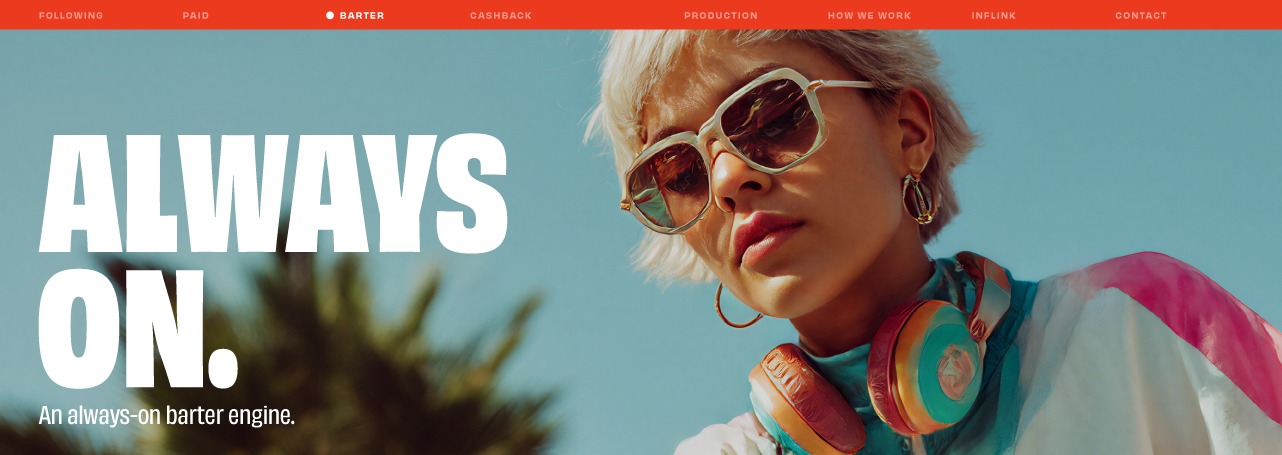 FOLLOWING PAID BARTER CASHBACK PRODUCTION HOW WE WORK INFLINK CONTACT
ALWAYS
ON.
An always-on barter engine.